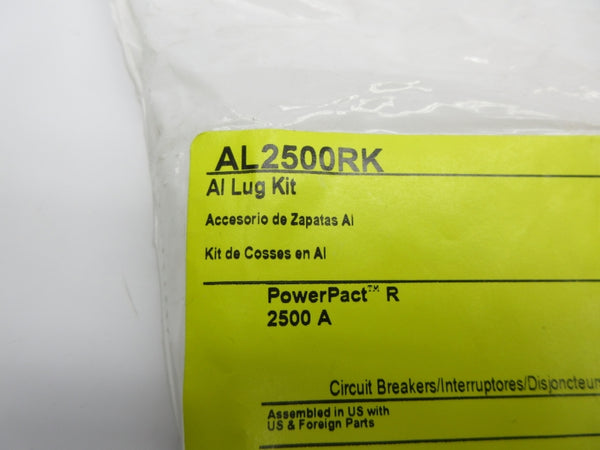 AL2500RK
Al Lug Kit
Accesorio de Zapatas Al
Kit de Cosses en Al
PowerPact™ R
2500 A
Circuit Breakers/Interruptores/Disjoncteu
Assembled in US with
US & Foreign Parts